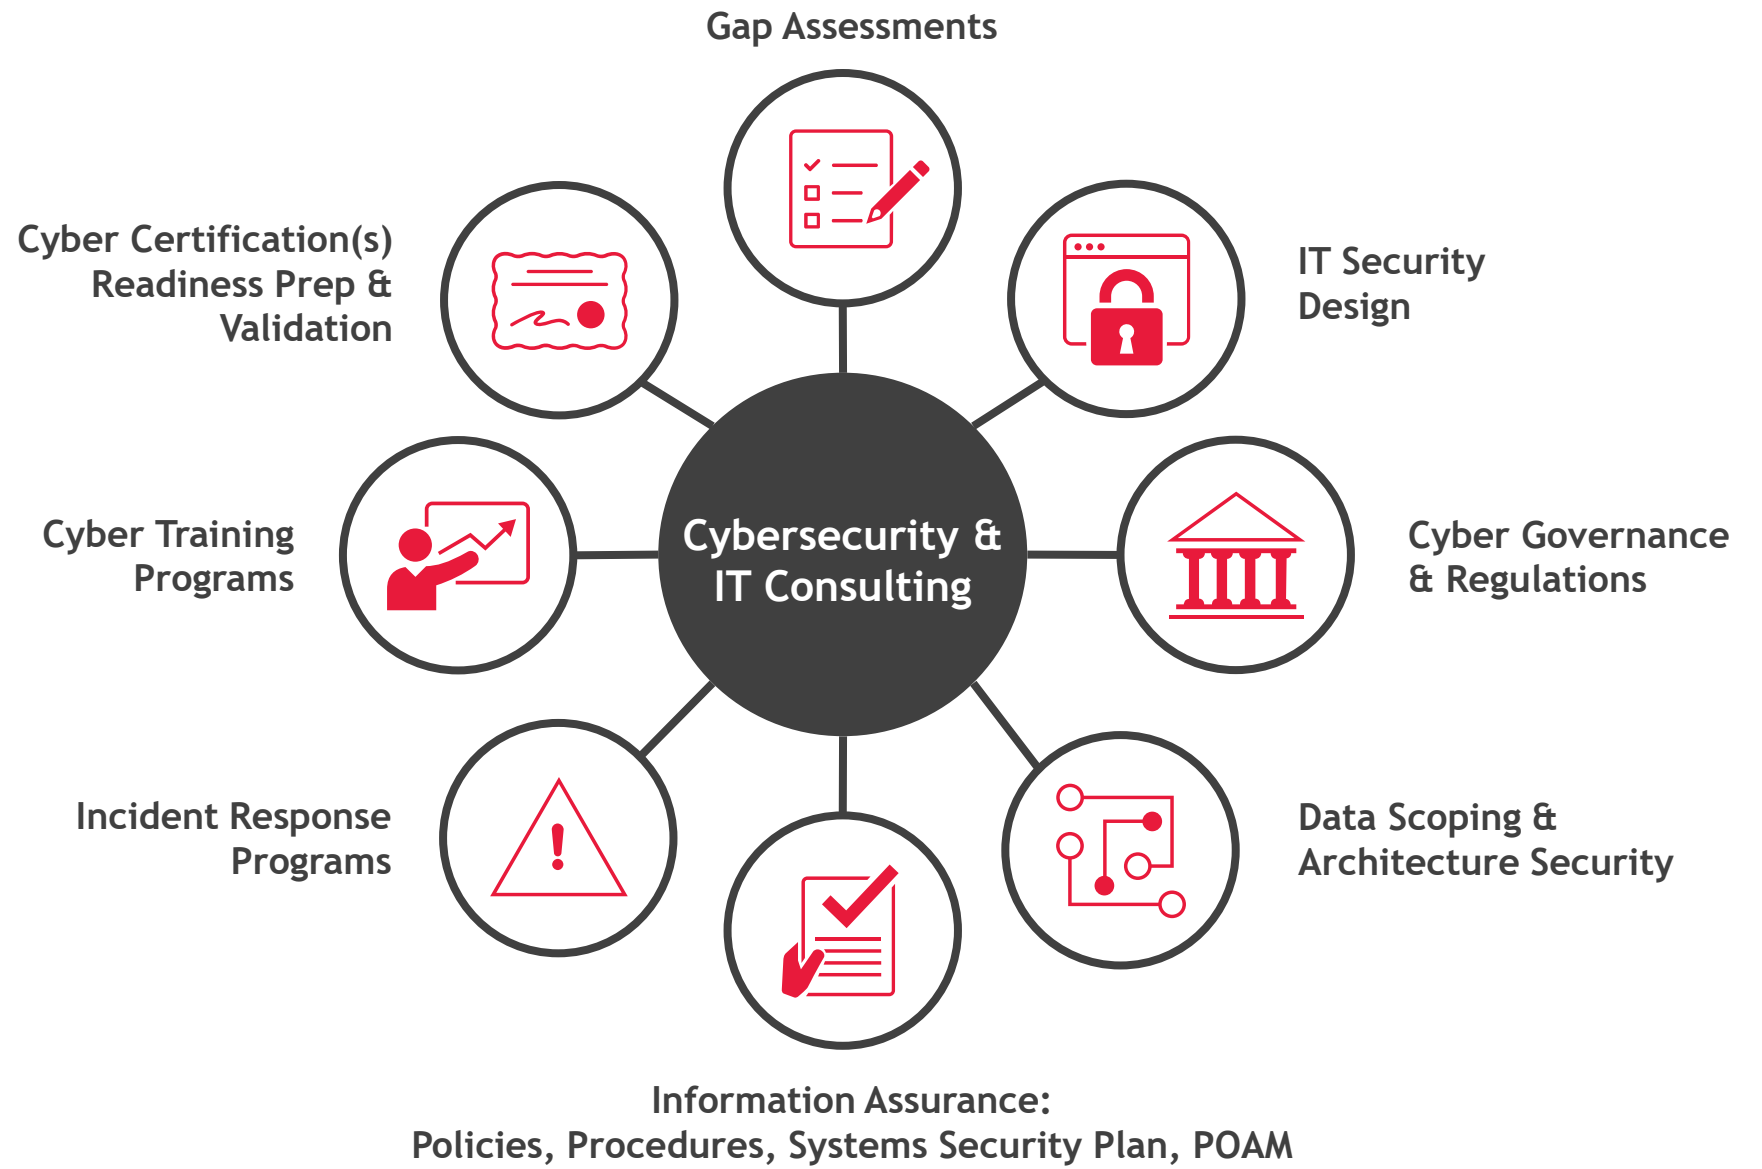 Gap Assessments
Cyber Certification(s)
Readiness Prep &
Validation
IT Security
Design
Cyber Training
Programs
Cybersecurity &
IT Consulting
Cyber Governance
& Regulations
Incident Response
Programs
Data Scoping &
Architecture Security
Information Assurance:
Policies, Procedures, Systems Security Plan, POAM